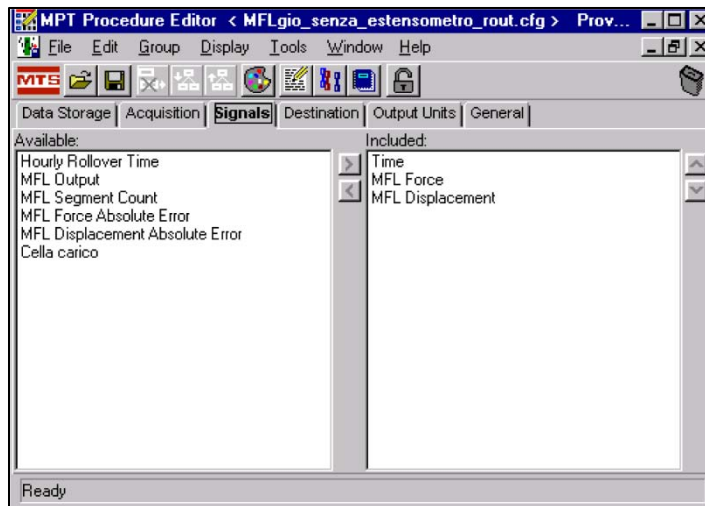 MPT Procedure Editor < MFLgio_senza_estensometro_rout.cfg > Prov...
File Edit Group Display Tools Window Help
MTS
Data Storage Acquisition Signals Destination Output Units General
Available: Included:
Hourly Rollover Time Time
MFL Output MFL Force
MFL Segment Count MFL Displacement
MFL Force Absolute Error
MFL Displacement Absolute Error
Cella carico
Ready